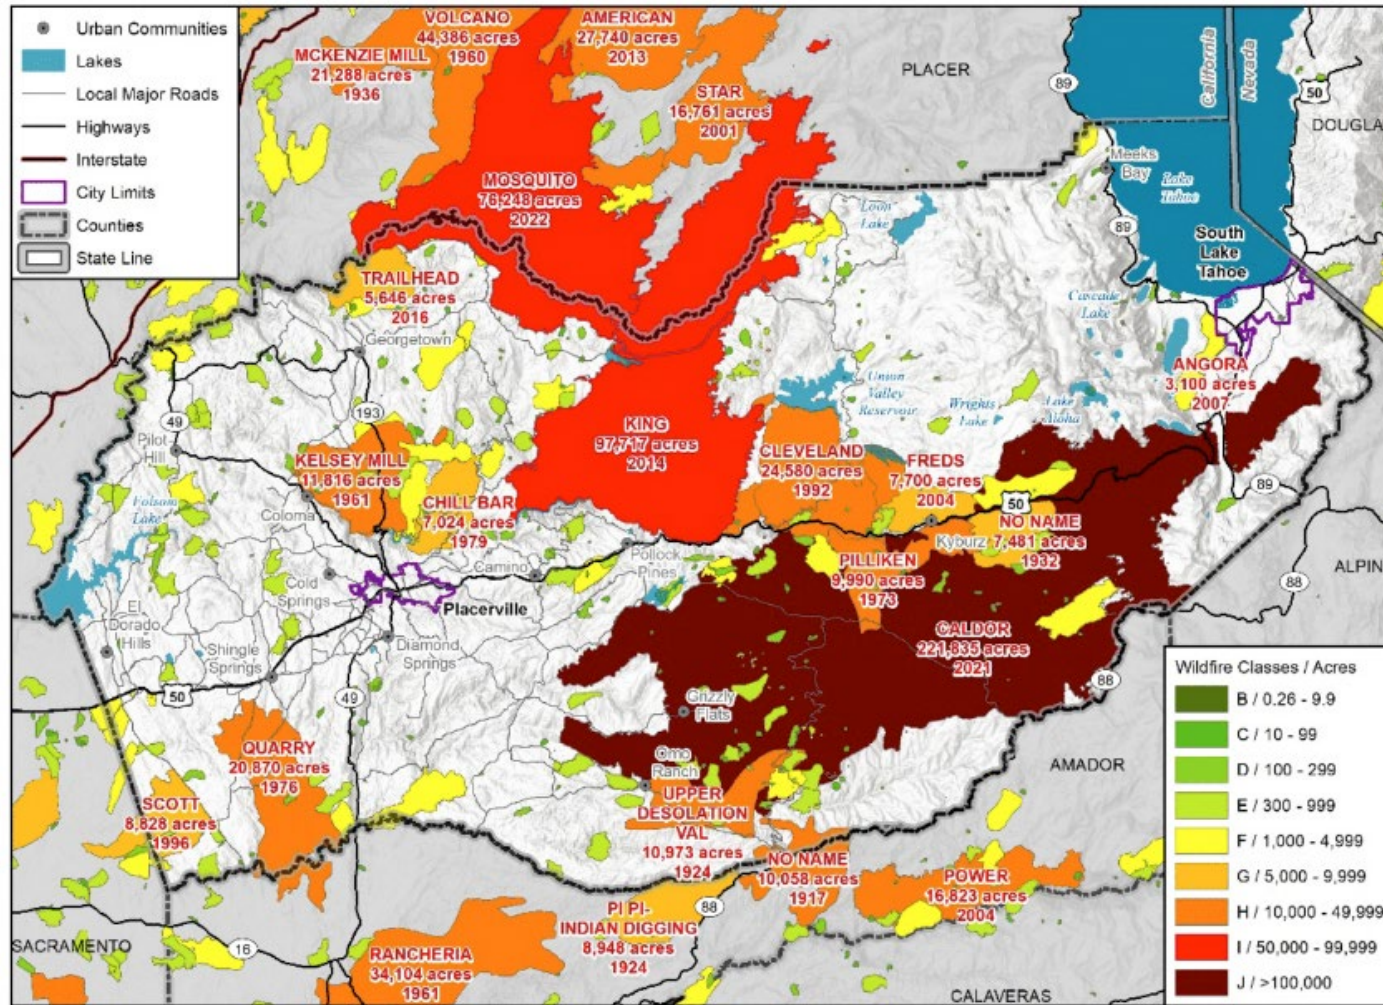 Urban Communities
Lakes
Local Major Roads
Highways
Interstate
City Limits
Counties
State Line
VOLCANO
44,386 acres
1960
AMERICAN
27,740 acres
2013
MCKENZIE MILL
21,288 acres
1936
STAR
16,761 acres
2001
PLACER
89
California
Nevada
50
DOUGLA
MOSQUITO
76,248 acres
2022
Loon
Lake
Meeks
Bay
Lake
Tahoe
89
South
Lake
Tahoe
TRAILHEAD
5,646 acres
2016
Georgetown
Cascade
Lake
ANGORA
3,100 acres
2007
49
193
Union
Valley
Reservoir
Wrights
Lake
Lake
Aloha
Pilot
Hill
KING
97,717 acres
2014
KELSEY MILL
11,816 acres
1961
CLEVELAND
24,580 acres
1992
FREDS
7,700 acres
2004
89
CHILI BAR
7,024 acres
1979
Folsom
Lake
Coloma
50
NO NAME
7,481 acres
1932
Kyburz
Pollock
Pines
PILLIKEN
9,990 acres
1973
Camino
Cold
Springs
Placerville
ALPIN
88
El
Dorado
Hills
Shingle
Springs
Diamond
Springs
CALDOR
221,835 acres
2021
50
49
88
Grizzly
Flats
QUARRY
20,870 acres
1976
Omo
Ranch
AMADOR
SCOTT
8,828 acres
1996
UPPER
DESOLATION
VAL
10,973 acres
1924
NO NAME
10,058 acres
1917
POWER
16,823 acres
2004
PI PI-
INDIAN DIGGING
8,948 acres
1924
88
SACRAMENTO
16
RANCHERIA
34,104 acres
1961
CALAVERAS
Wildfire Classes / Acres
B / 0.26 - 9.9
C / 10 - 99
D / 100 - 299
E / 300 - 999
F / 1,000 - 4,999
G / 5,000 - 9,999
H / 10,000 - 49,999
I / 50,000 - 99,999
J / >100,000